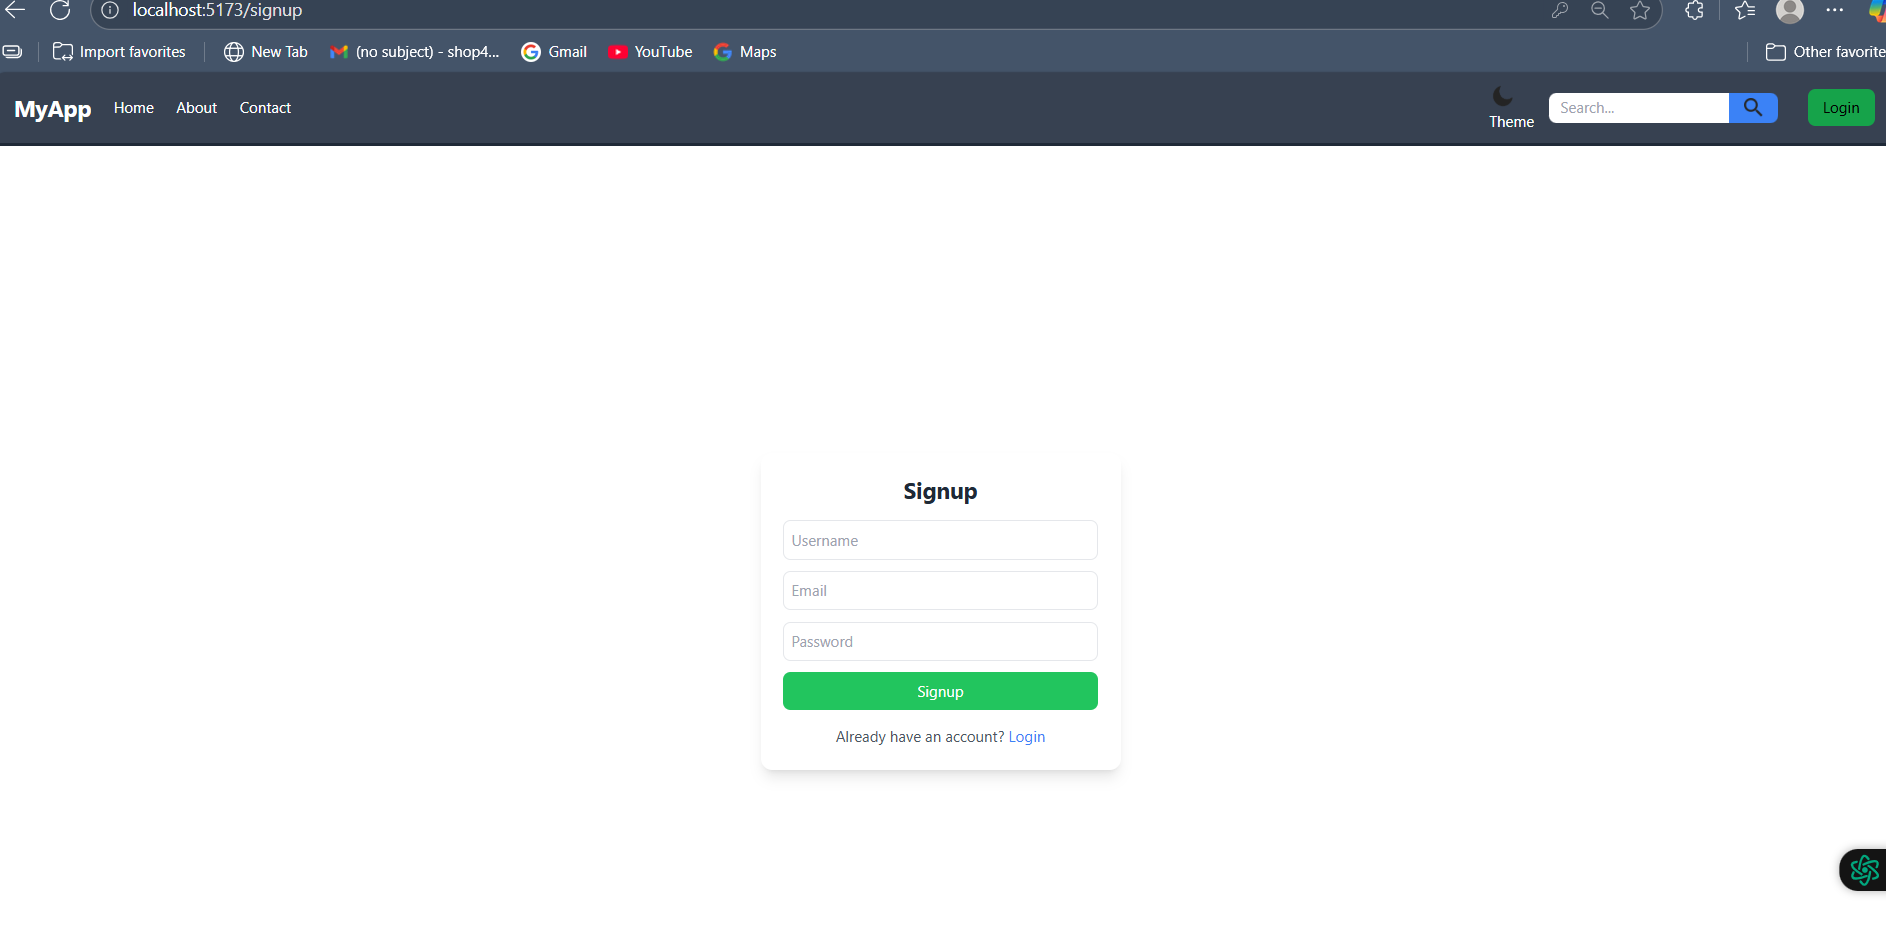 localhost:5173/signup
Import favorites New Tab (no subject) - shop4... Gmail YouTube Maps Other favorite
MyApp Home About Contact Theme Search... Login
Signup
Username
Email
Password
Signup
Already have an account? Login